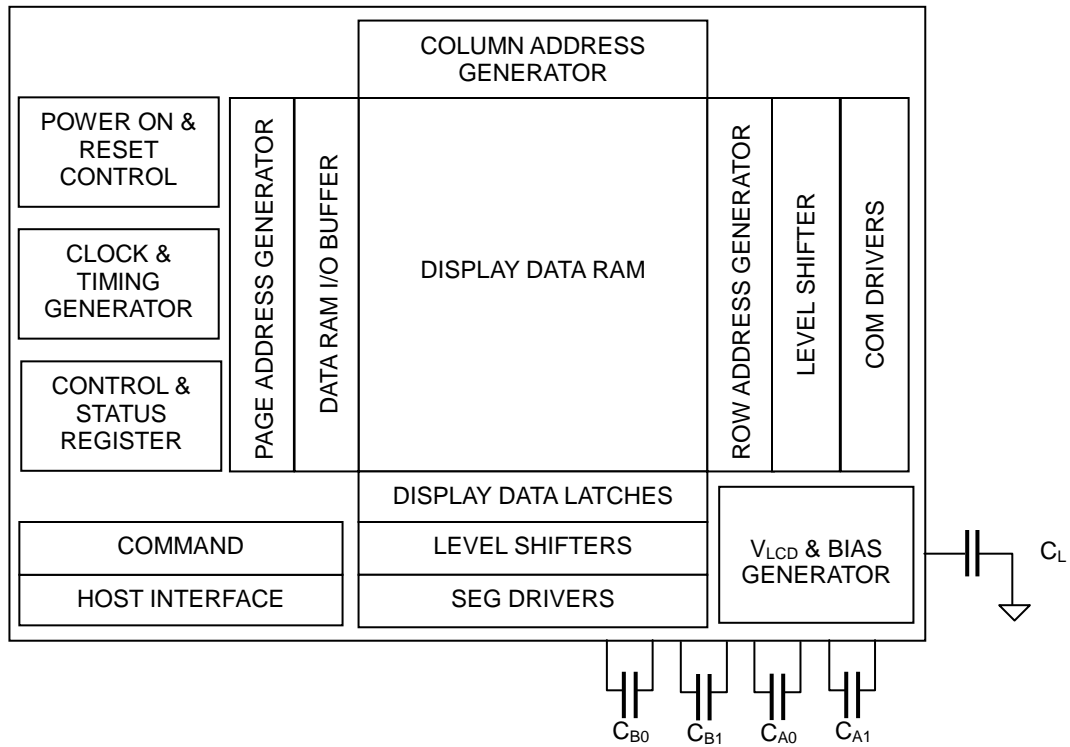 COLUMN ADDRESS
GENERATOR
POWER ON &
RESET
CONTROL
CLOCK &
TIMING
GENERATOR
CONTROL &
STATUS
REGISTER
PAGE ADDRESS GENERATOR
DATA RAM I/O BUFFER
DISPLAY DATA RAM
ROW ADDRESS GENERATOR
LEVEL SHIFTER
COM DRIVERS
DISPLAY DATA LATCHES
COMMAND
LEVEL SHIFTERS
HOST INTERFACE
SEG DRIVERS
VLCD & BIAS
GENERATOR
CL
CB0
CB1
CA0
CA1